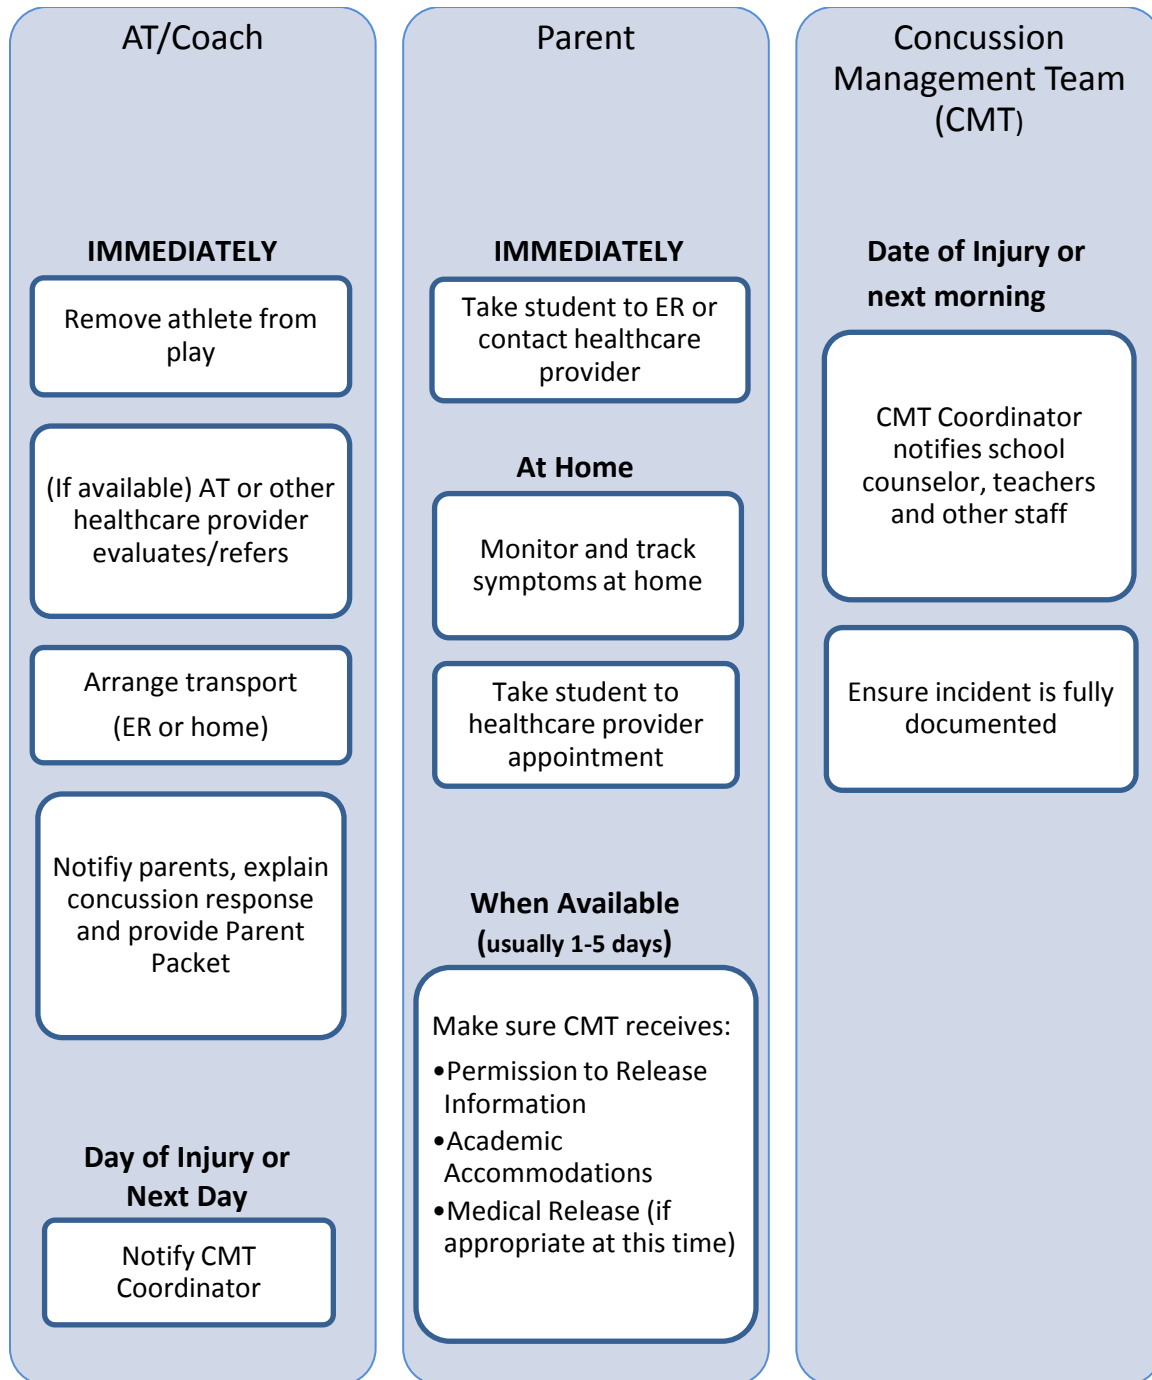 AT/Coach
IMMEDIATELY
Remove athlete from
play
(If available) AT or other
healthcare provider
evaluates/refers
Arrange transport
(ER or home)
Notifiy parents, explain
concussion response
and provide Parent
Packet
Day of Injury or
Next Day
Notify CMT
Coordinator
Parent
IMMEDIATELY
Take student to ER or
contact healthcare
provider
At Home
Monitor and track
symptoms at home
Take student to
healthcare provider
appointment
When Available
(usually 1-5 days)
Make sure CMT receives:
•Permission to Release
Information
•Academic
Accommodations
•Medical Release (if
appropriate at this time)
Concussion
Management Team
(CMT)
Date of Injury or
next morning
CMT Coordinator
notifies school
counselor, teachers
and other staff
Ensure incident is fully
documented